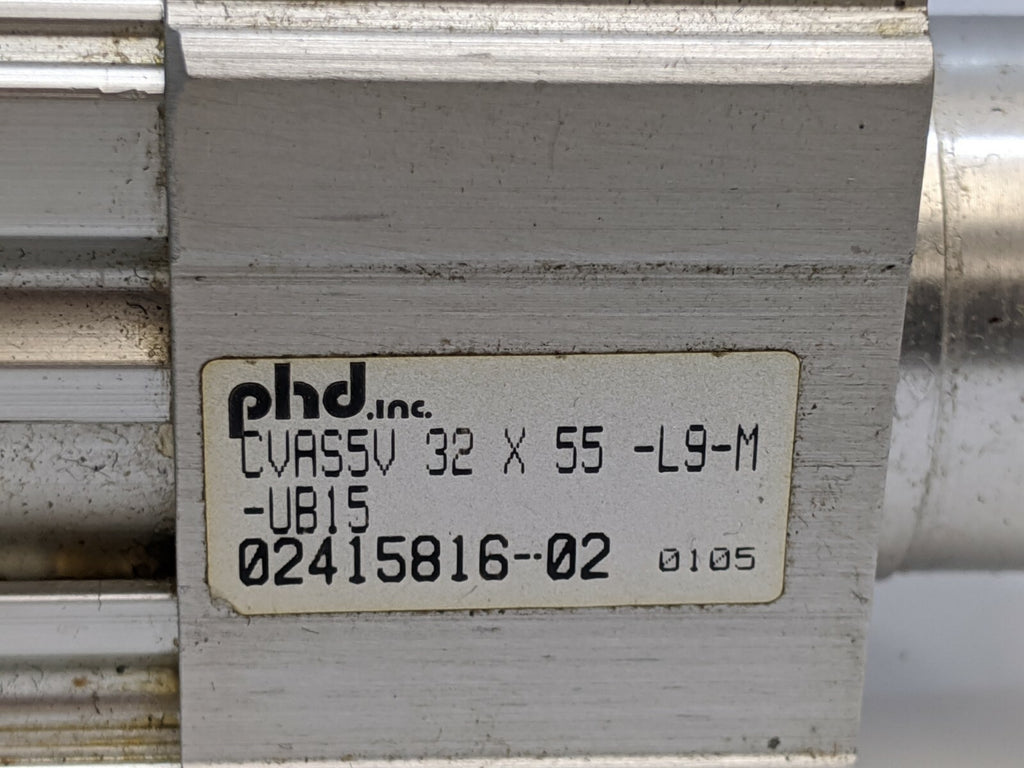 phd.inc.
CVAS5V 32 X 55 -L9-M
-UB15
02415816-02 0105